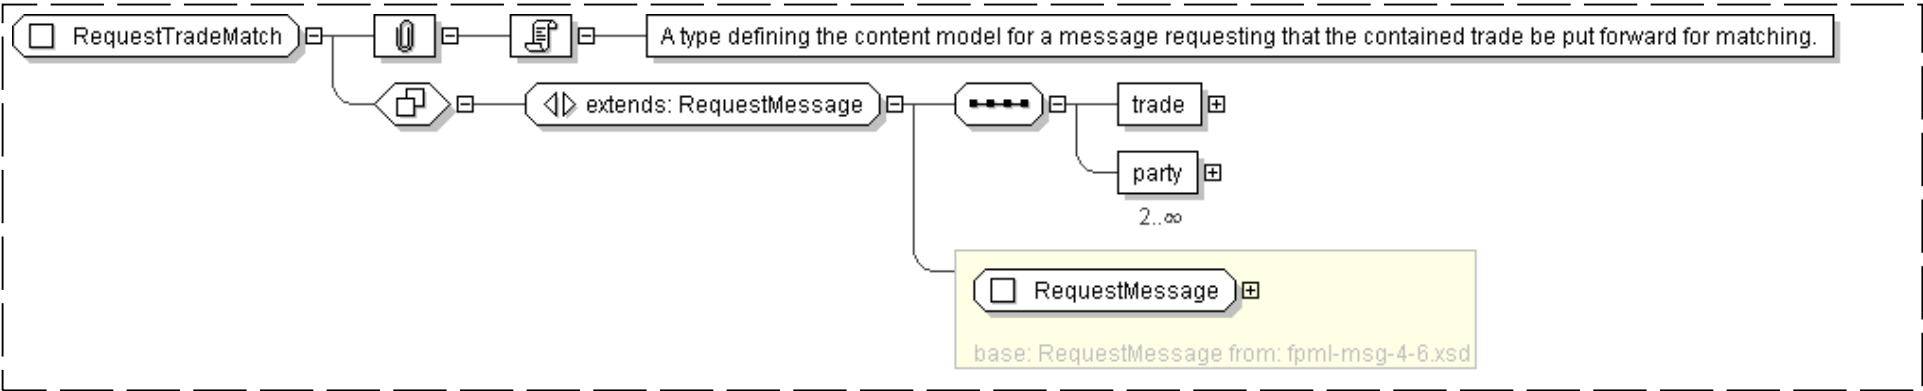 RequestTradeMatch
A type defining the content model for a message requesting that the contained trade be put forward for matching.
extends: RequestMessage
trade
party
2..∞
RequestMessage
base: RequestMessage from: fpml-msg-4-6.xsd